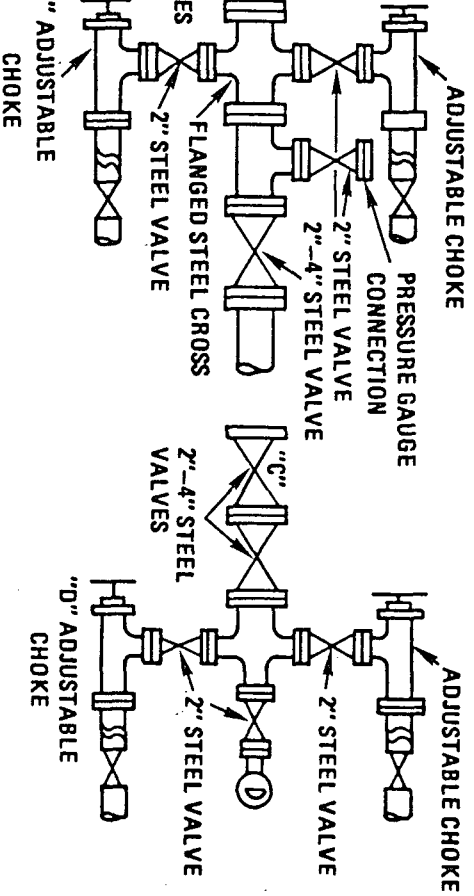 ADJUSTABLE CHOKE
PRESSURE GAUGE
CONNECTION
2" STEEL VALVE
2"–4" STEEL VALVE
FLANGED STEEL CROSS
ES
2" STEEL VALVE
" ADJUSTABLE
CHOKE
ADJUSTABLE CHOKE
2" STEEL VALVE
"C"
D
2"–4" STEEL
VALVES
2" STEEL VALVE
"D" ADJUSTABLE
CHOKE